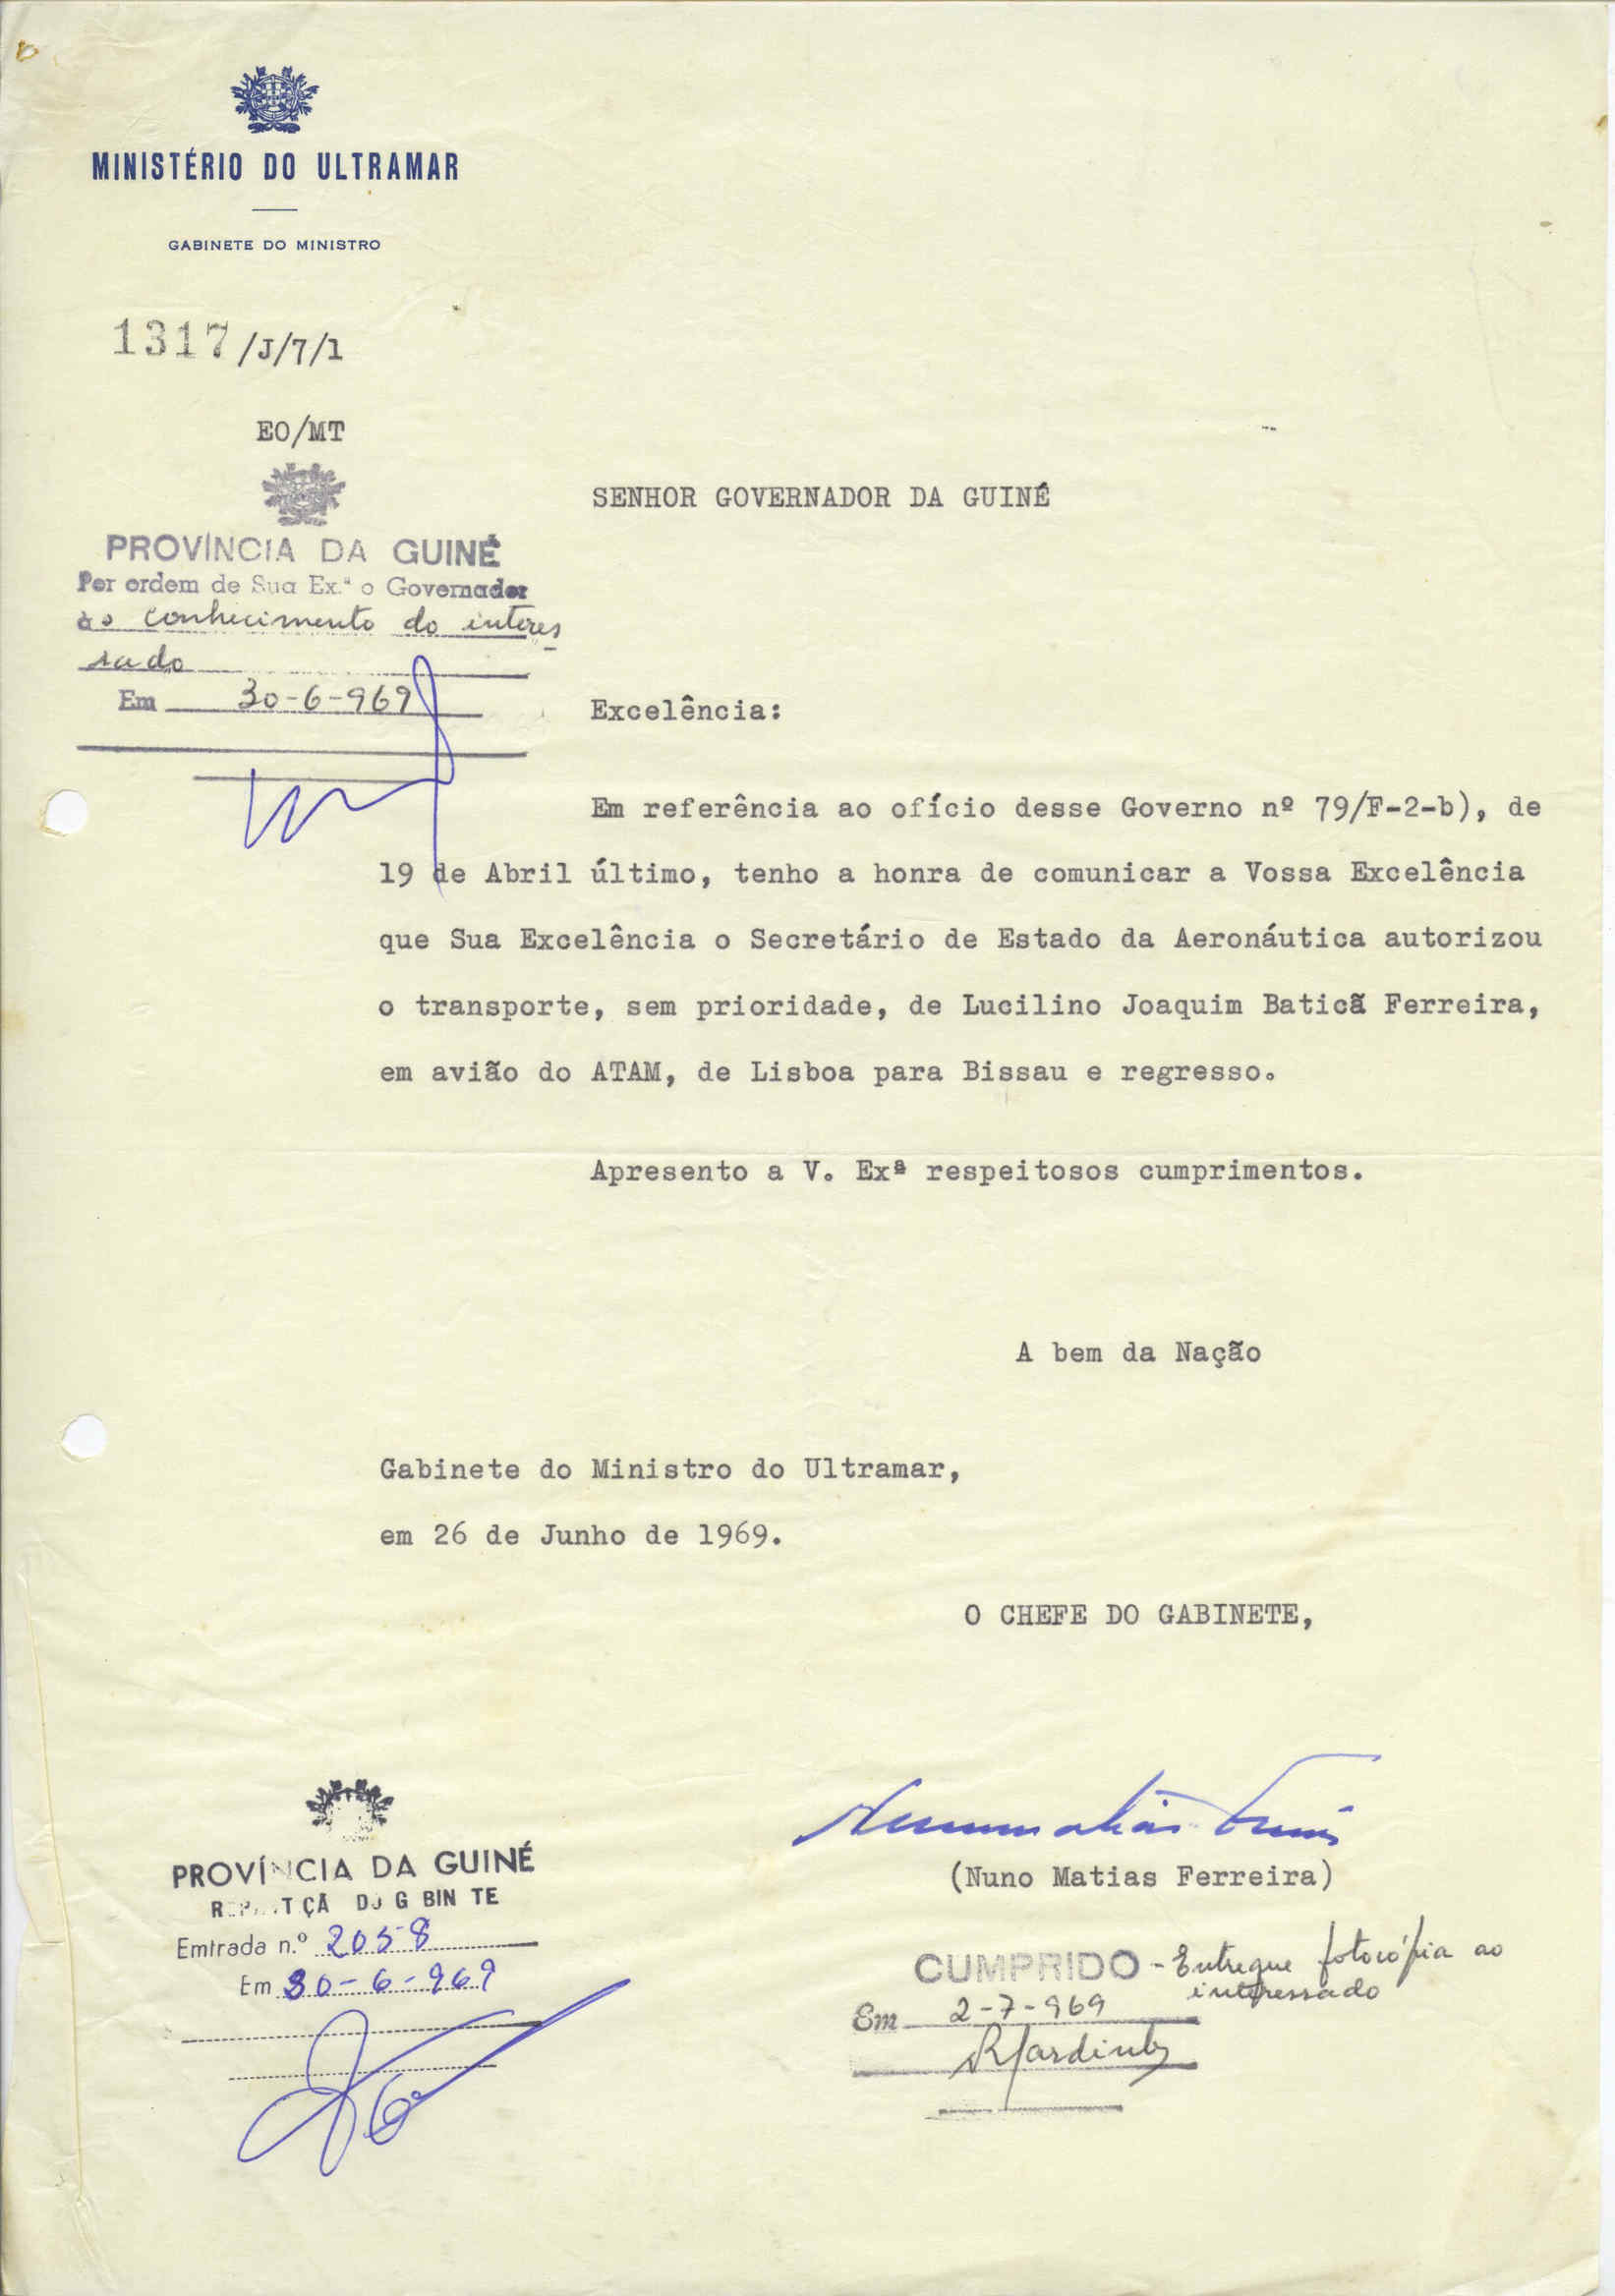 MINISTÉRIO DO ULTRAMAR
GABINETE DO MINISTRO
1317/J/7/1
EO/MT
PROVÍNCIA DA GUINÉ
Por ordem de Sua Ex.ª o Governador
ao conhecimento do interes
sado
Em 30-6-969
SENHOR GOVERNADOR DA GUINÉ
Excelência:
Em referência ao ofício desse Governo nº 79/F-2-b), de
19 de Abril último, tenho a honra de comunicar a Vossa Excelência
que Sua Excelência o Secretário de Estado da Aeronáutica autorizou
o transporte, sem prioridade, de Lucilino Joaquim Baticã Ferreira,
em avião do ATAM, de Lisboa para Bissau e regresso.
Apresento a V. Exª respeitosos cumprimentos.
A bem da Nação
Gabinete do Ministro do Ultramar,
em 26 de Junho de 1969.
O CHEFE DO GABINETE,
(Nuno Matias Ferreira)
PROVÍNCIA DA GUINÉ
REPARTIÇÃO DO GABINETE
Entrada n.º 2058
Em 30-6-969
CUMPRIDO - Entregue fotocópia ao
interessado
Em 2-7-969